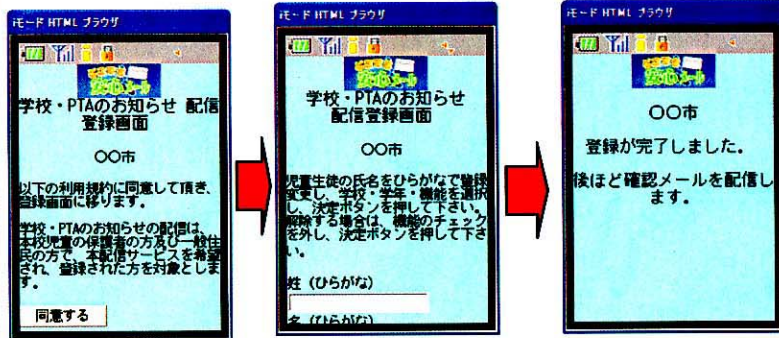 iモード HTML ブラウザ
学校・PTAのお知らせ 配信
登録画面
〇〇市
以下の利用規約に同意して頂き、
登録画面に移ります。
学校・PTAのお知らせの配信は、
本校児童の保護者の方及び一般住
民の方で、本配信サービスを希望
され、登録された方を対象としま
す。
同意する
iモード HTML ブラウザ
学校・PTAのお知らせ
配信登録画面
〇〇市
児童生徒の氏名をひらがなで登録
変更し、学校・学年・機能を選択
し、決定ボタンを押して下さい。
解除する場合は、機能のチェック
を外し、決定ボタンを押して下さ
い。
姓（ひらがな）
名（ひらがな）
iモード HTML ブラウザ
〇〇市
登録が完了しました。
後ほど確認メールを配信し
ます。